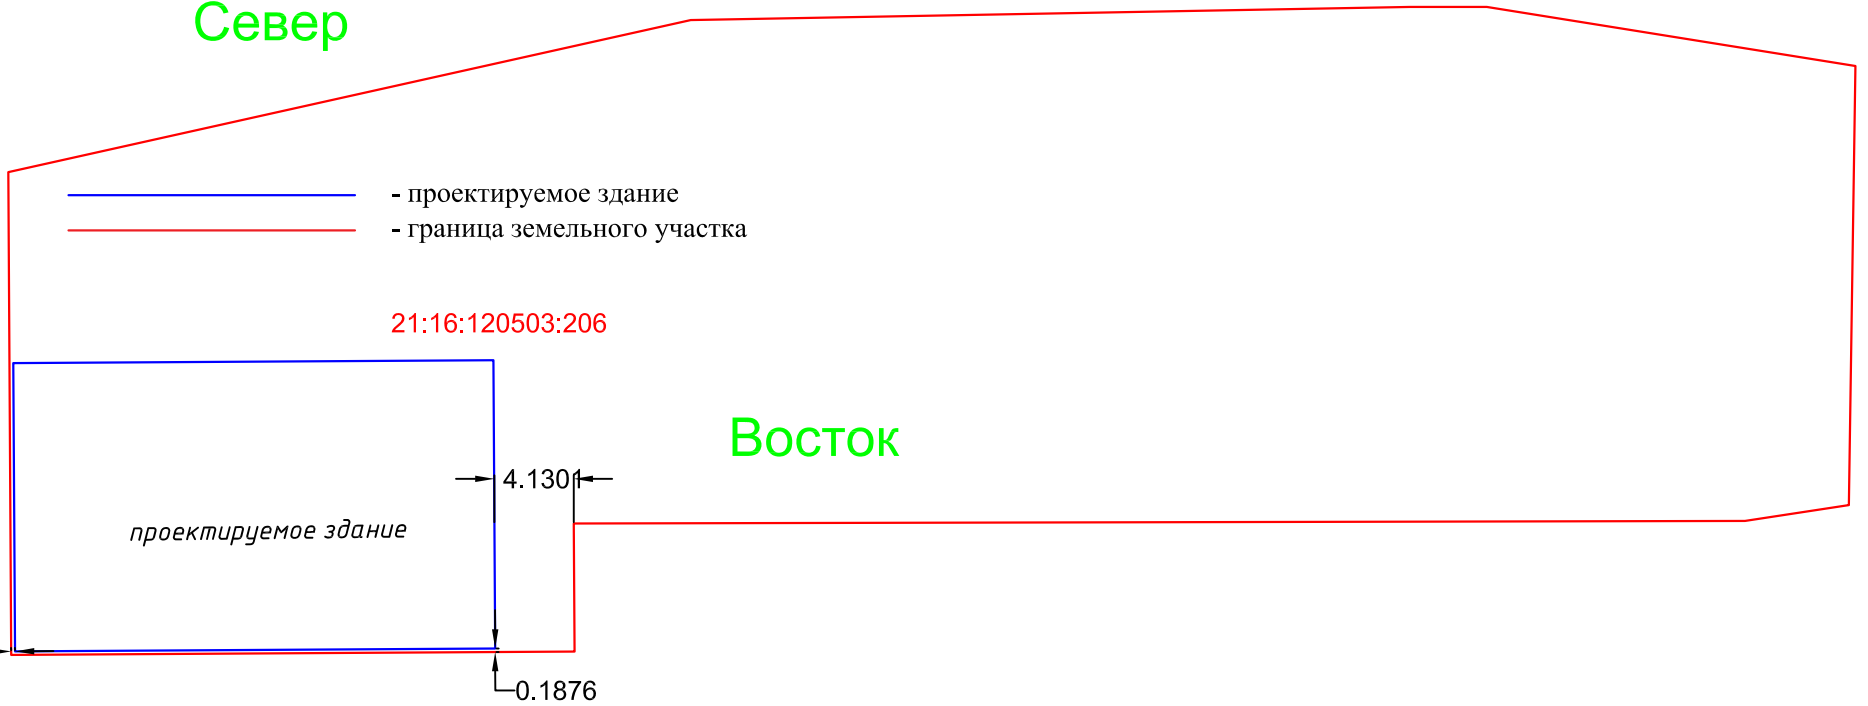 Север
- проектируемое здание
- граница земельного участка
21:16:120503:206
Восток
4.1301
проектируемое здание
0.1876